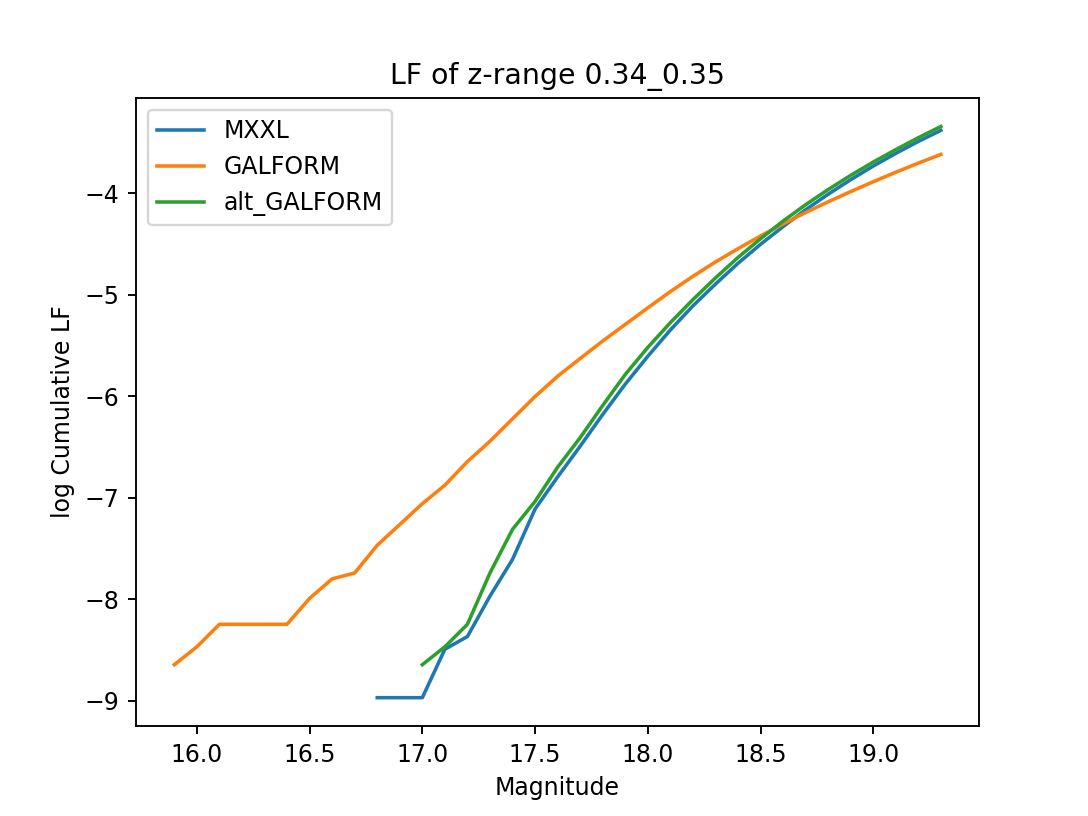 LF of z-range 0.34_0.35
MXXL
GALFORM
alt_GALFORM
log Cumulative LF
−4
−5
−6
−7
−8
−9
16.0 16.5 17.0 17.5 18.0 18.5 19.0
Magnitude